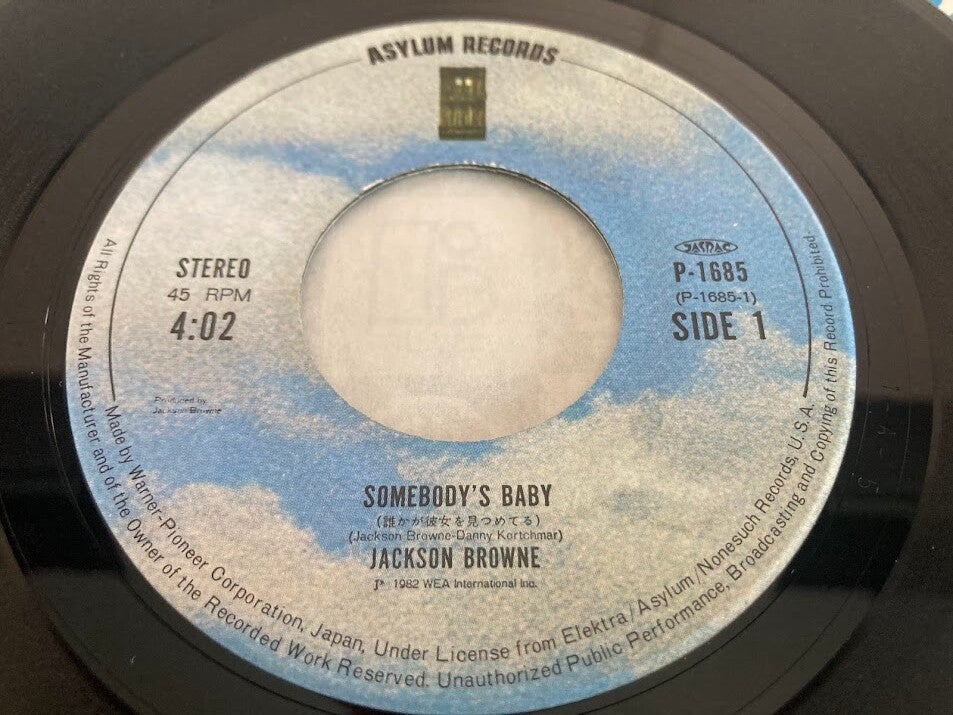 ASYLUM RECORDS
STEREO
45 RPM
4:02
Produced by
Jackson Browne
JASRAC
P-1685
(P-1685-1)
SIDE 1
SOMEBODY'S BABY
(誰かが彼女を見つめてる)
(Jackson Browne-Danny Kortchmar)
JACKSON BROWNE
℗ 1982 WEA International Inc.
Made by Warner-Pioneer Corporation, Japan, Under License from Elektra/Asylum/Nonesuch Records, U.S.A.
All Rights of the Manufacturer and of the Owner of the Recorded Work Reserved. Unauthorized Public Performance, Broadcasting and Copying of this Record Prohibited